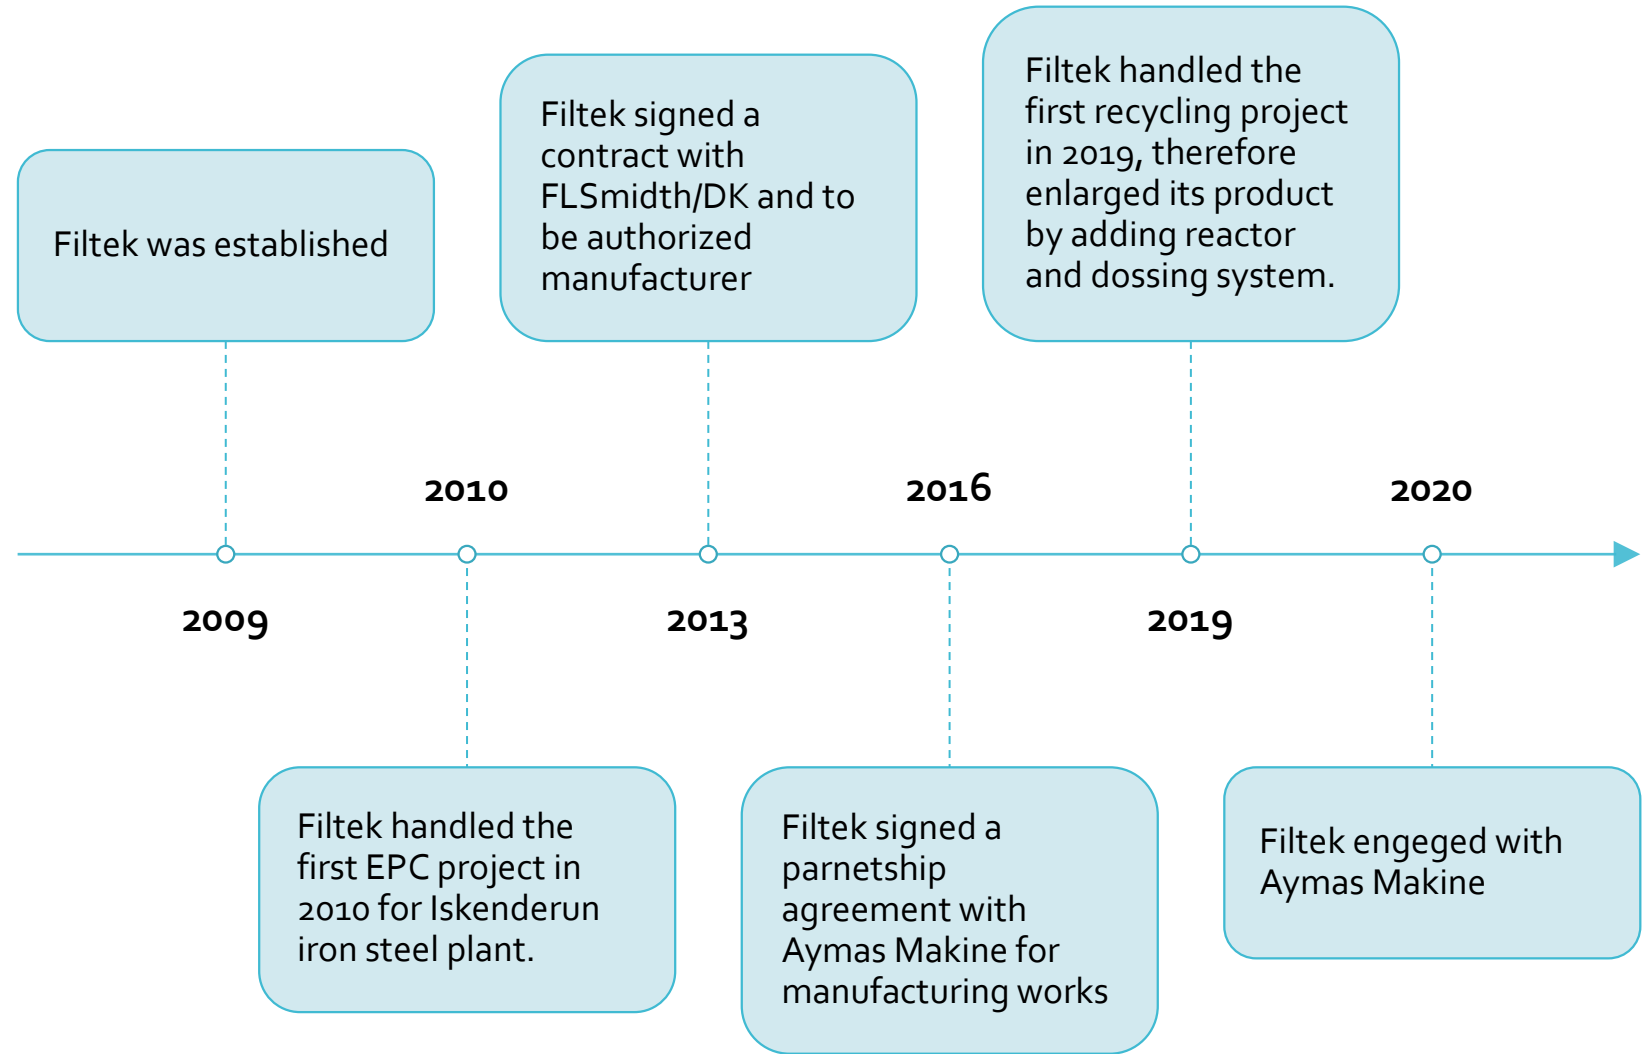 Filtek was established
Filtek signed a
contract with
FLSmidth/DK and to
be authorized
manufacturer
Filtek handled the
first recycling project
in 2019, therefore
enlarged its product
by adding reactor
and dossing system.
2010
2016
2020
2009
2013
2019
Filtek handled the
first EPC project in
2010 for Iskenderun
iron steel plant.
Filtek signed a
parnetship
agreement with
Aymas Makine for
manufacturing works
Filtek engeged with
Aymas Makine